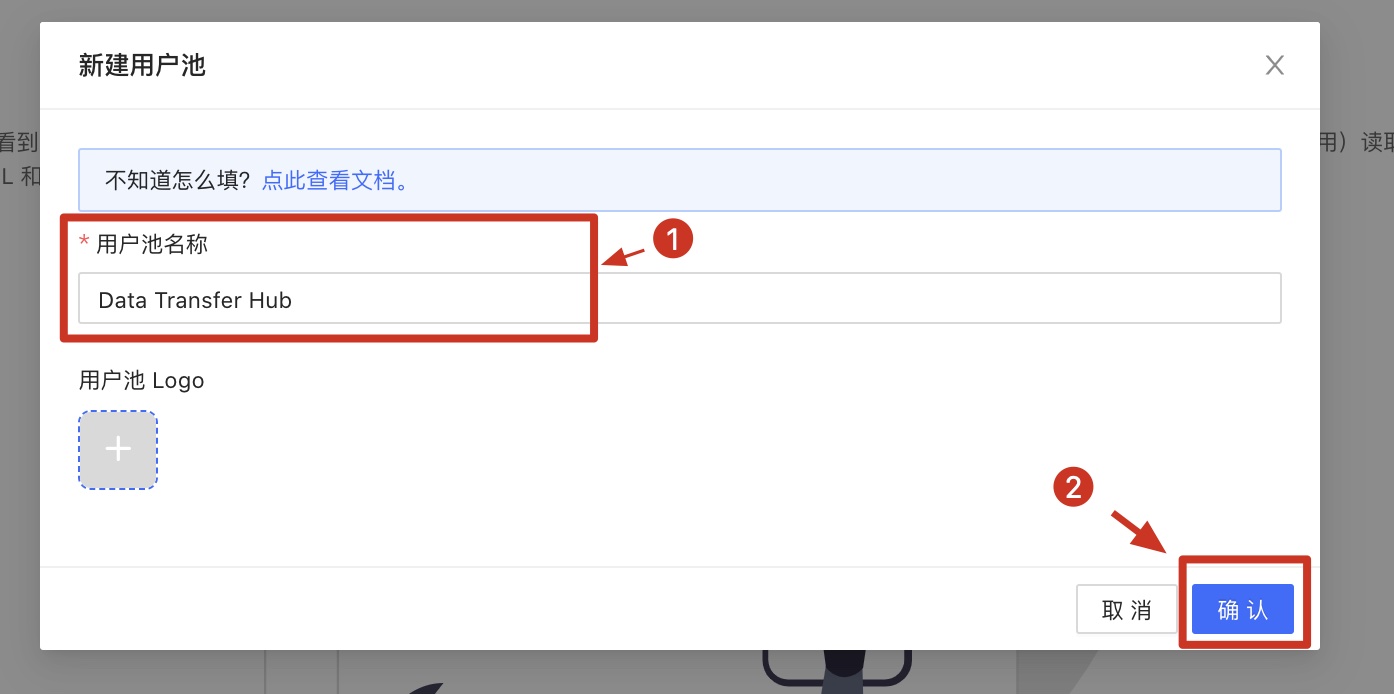 新建用户池
看到
用）读取
L 和
不知道怎么填？点此查看文档。
* 用户池名称
1
Data Transfer Hub
用户池 Logo
2
取 消
确 认